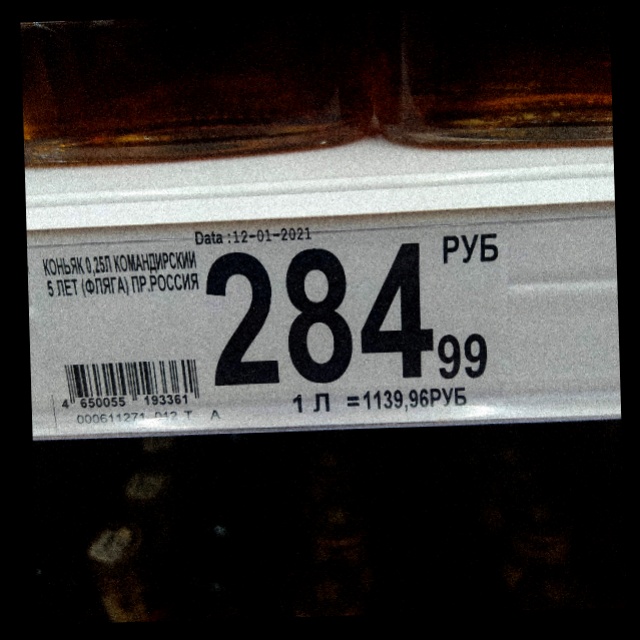 Data :12-01-2021
КОНЬЯК 0,25Л КОМАНДИРСКИЙ
5 ЛЕТ (ФЛЯГА) ПР.РОССИЯ
284 99 РУБ
4 650055 193361
1 Л =1139,96РУБ
Т А